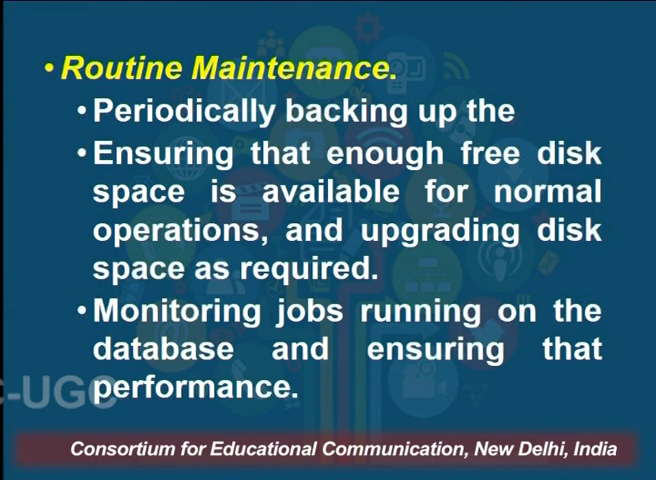 • Routine Maintenance.
• Periodically backing up the
• Ensuring that enough free disk
space is available for normal
operations, and upgrading disk
space as required.
• Monitoring jobs running on the
database and ensuring that
performance.
C-UGC
Consortium for Educational Communication, New Delhi, India